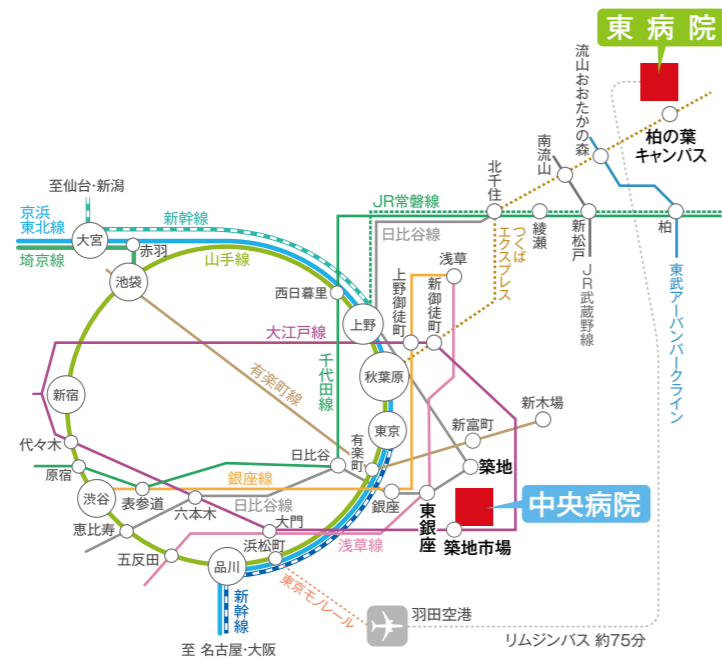 東病院
流山おおたかの森
柏の葉
キャンパス
南流山
北千住
至仙台・新潟
新幹線
京浜
東北線
大宮
赤羽
埼京線
山手線
池袋
JR常磐線
日比谷線
綾瀬
新松戸
柏
つくば
エクスプレス
浅草
西日暮里
上野御徒町
新御徒町
上野
JR武蔵野線
東武アーバンパークライン
大江戸線
千代田線
秋葉原
有楽町線
新宿
東京
新木場
新富町
代々木
日比谷
有楽町
築地
原宿
渋谷
表参道
銀座線
日比谷線
六本木
銀座
東銀座
中央病院
恵比寿
大門
浜松町
浅草線
築地市場
五反田
品川
新幹線
東京モノレール
羽田空港
リムジンバス 約75分
至 名古屋・大阪